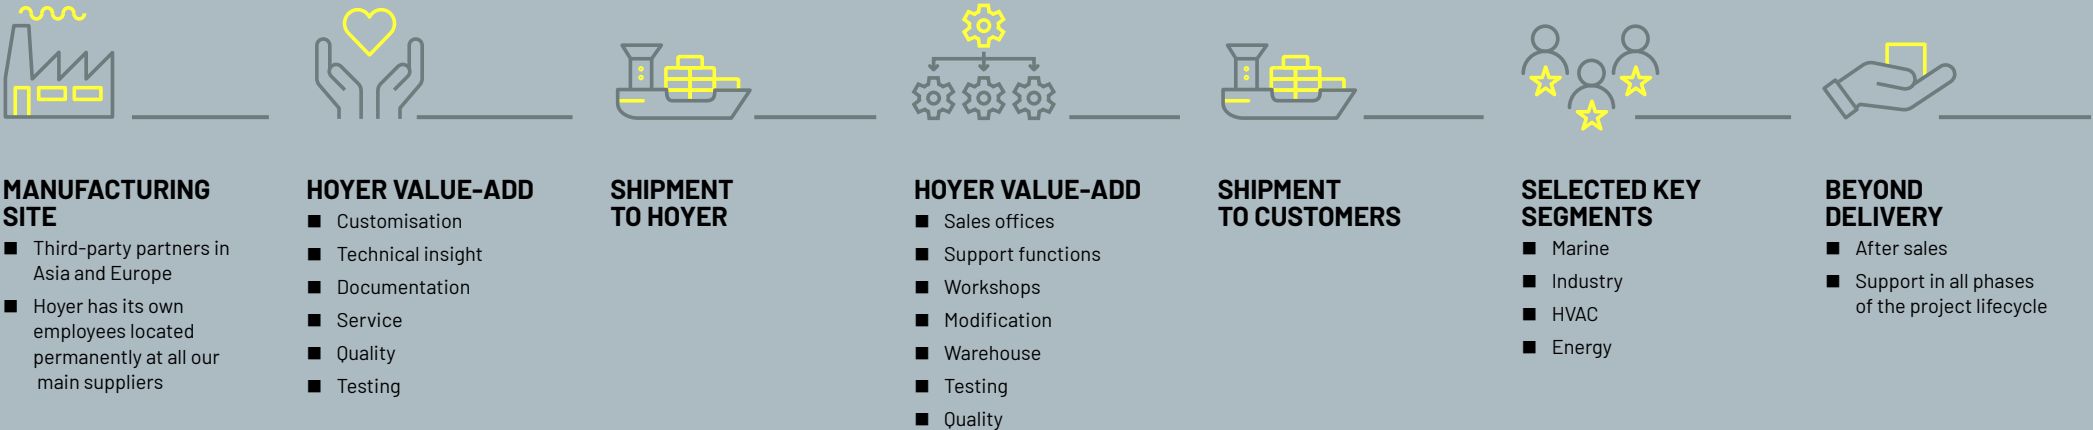 MANUFACTURING
SITE
■ Third-party partners in
Asia and Europe
■ Hoyer has its own
employees located
permanently at all our
main suppliers
HOYER VALUE-ADD
■ Customisation
■ Technical insight
■ Documentation
■ Service
■ Quality
■ Testing
SHIPMENT
TO HOYER
HOYER VALUE-ADD
■ Sales offices
■ Support functions
■ Workshops
■ Modification
■ Warehouse
■ Testing
■ Quality
SHIPMENT
TO CUSTOMERS
SELECTED KEY
SEGMENTS
■ Marine
■ Industry
■ HVAC
■ Energy
BEYOND
DELIVERY
■ After sales
■ Support in all phases
of the project lifecycle